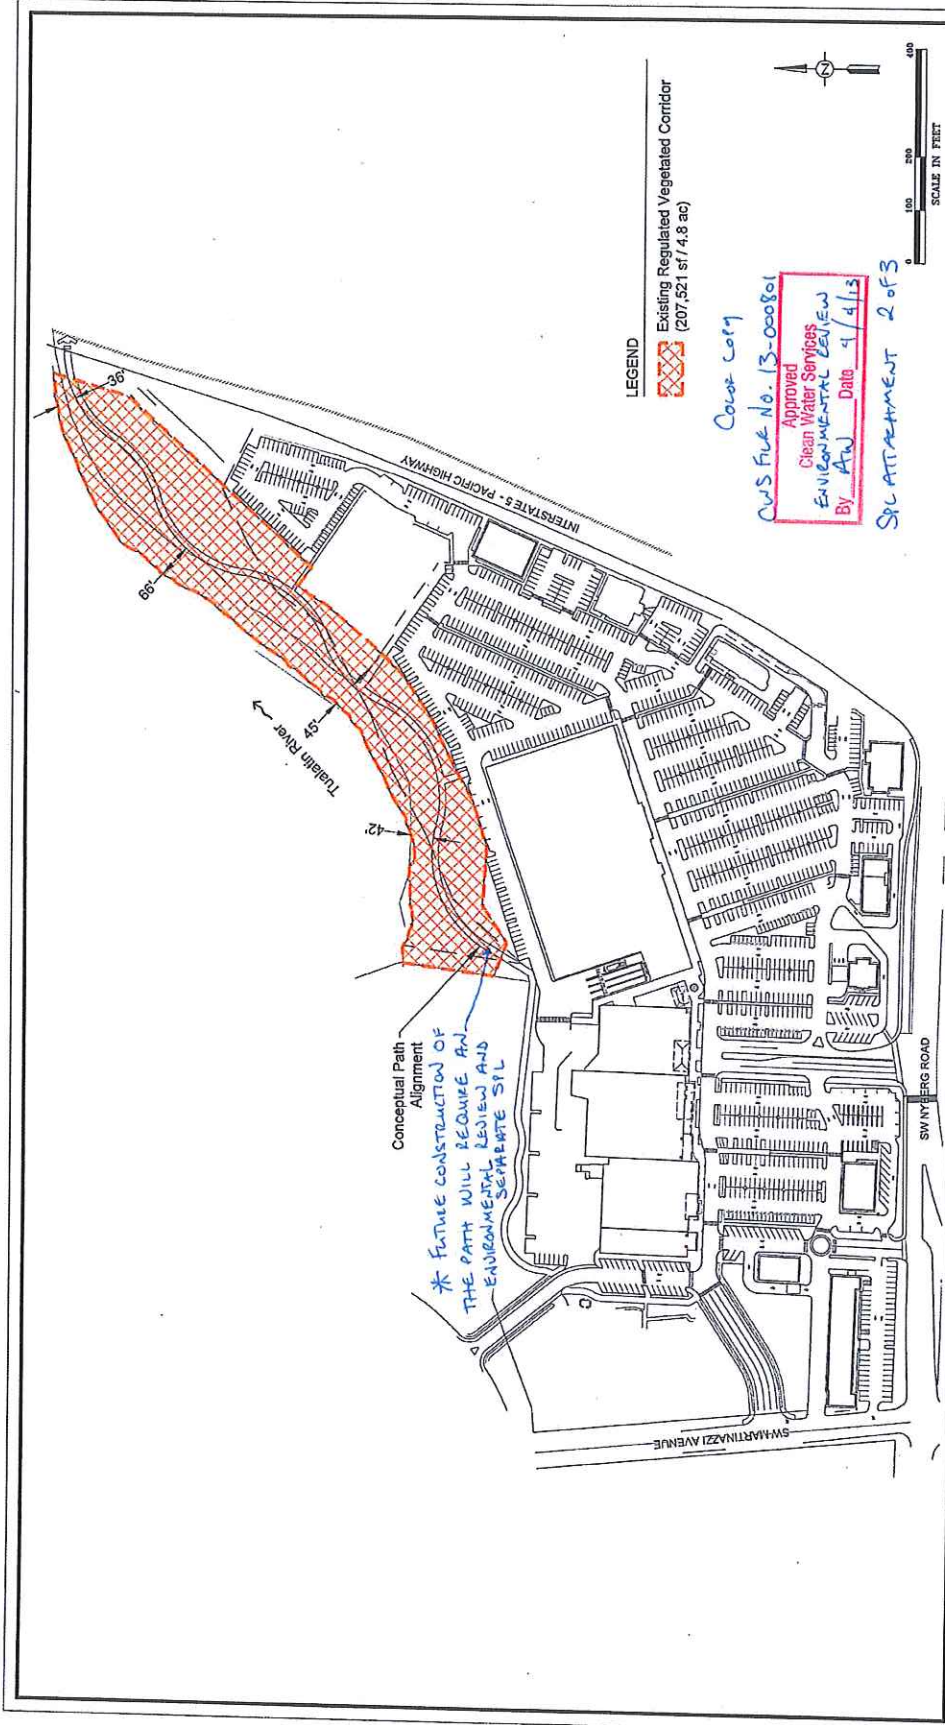 36'
66'
45'
42'
Tualatin River
INTERSTATE 5 - PACIFIC HIGHWAY
Conceptual Path
Alignment
* FUTURE CONSTRUCTION OF
THE PATH WILL REQUIRE AN
ENVIRONMENTAL REVIEW AND
SEPARATE SPL
SW MARTINAZZI AVENUE
SW NYBERG ROAD
LEGEND
Existing Regulated Vegetated Corridor
(207,521 sf / 4.8 ac)
COLOR COPY
CWS FILE No. 13-000801
Approved
Clean Water Services
ENVIRONMENTAL REVIEW
By AW Date 4/4/13
SPL ATTACHMENT 2 OF 3
N
0 100 200 400
SCALE IN FEET